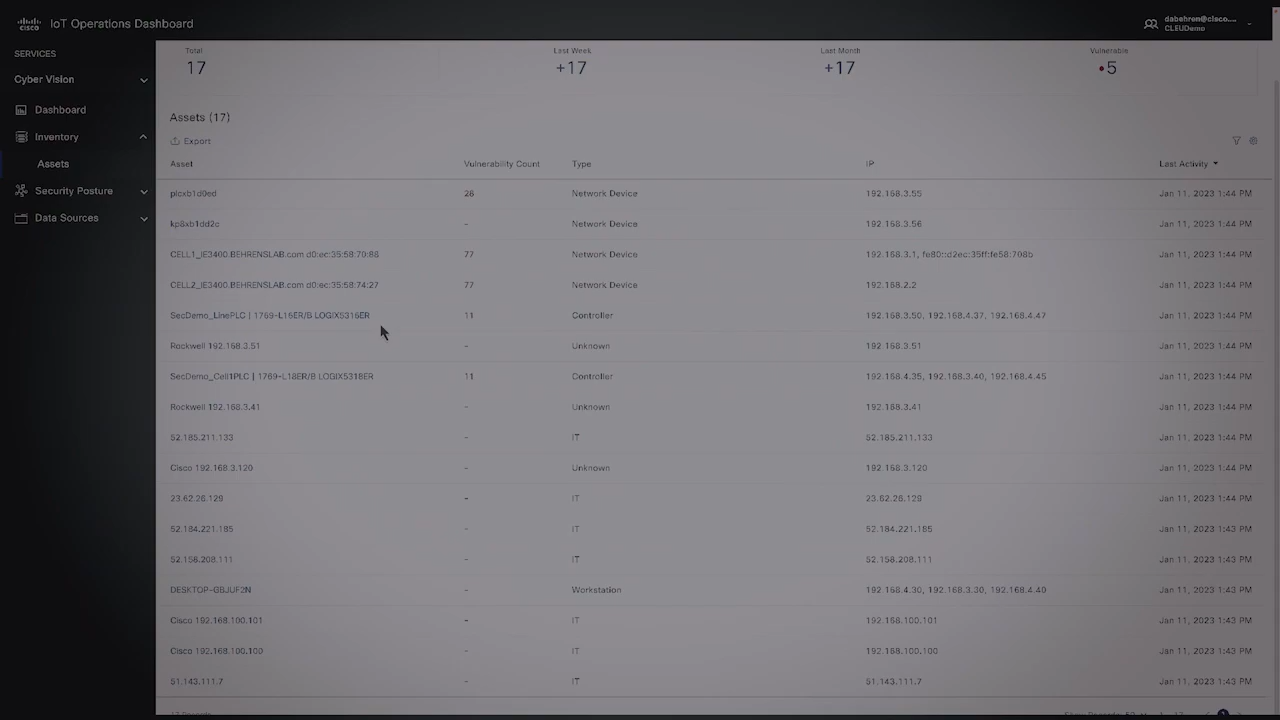 CISCO IoT Operations Dashboard
dabehren@cisco....
CLEUDemo
SERVICES
Cyber Vision
Dashboard
Inventory
Assets
Security Posture
Data Sources
Total Last Week Last Month Vulnerable
17 +17 +17 5
Assets (17)
Export
Asset Vulnerability Count Type IP Last Activity
plcxb1d0ed 26 Network Device 192.168.3.55 Jan 11, 2023 1:44 PM
kp8xb1dd2c - Network Device 192.168.3.56 Jan 11, 2023 1:44 PM
CELL1_IE3400.BEHRENSLAB.com d0:ec:35:58:70:88 77 Network Device 192.168.3.1, fe80::d2ec:35ff:fe58:708b Jan 11, 2023 1:44 PM
CELL2_IE3400.BEHRENSLAB.com d0:ec:35:58:74:27 77 Network Device 192.168.2.2 Jan 11, 2023 1:44 PM
SecDemo_LinePLC | 1769-L16ER/B LOGIX5316ER 11 Controller 192.168.3.50, 192.168.4.37, 192.168.4.47 Jan 11, 2023 1:44 PM
Rockwell 192.168.3.51 - Unknown 192.168.3.51 Jan 11, 2023 1:44 PM
SecDemo_Cell1PLC | 1769-L18ER/B LOGIX5318ER 11 Controller 192.168.4.35, 192.168.3.40, 192.168.4.45 Jan 11, 2023 1:44 PM
Rockwell 192.168.3.41 - Unknown 192.168.3.41 Jan 11, 2023 1:44 PM
52.185.211.133 - IT 52.185.211.133 Jan 11, 2023 1:44 PM
Cisco 192.168.3.120 - Unknown 192.168.3.120 Jan 11, 2023 1:44 PM
23.62.26.129 - IT 23.62.26.129 Jan 11, 2023 1:44 PM
52.184.221.185 - IT 52.184.221.185 Jan 11, 2023 1:43 PM
52.158.208.111 - IT 52.158.208.111 Jan 11, 2023 1:43 PM
DESKTOP-GBJUF2N - Workstation 192.168.4.30, 192.168.3.30, 192.168.4.40 Jan 11, 2023 1:43 PM
Cisco 192.168.100.101 - IT 192.168.100.101 Jan 11, 2023 1:43 PM
Cisco 192.168.100.100 - IT 192.168.100.100 Jan 11, 2023 1:43 PM
51.143.111.7 - IT 51.143.111.7 Jan 11, 2023 1:43 PM